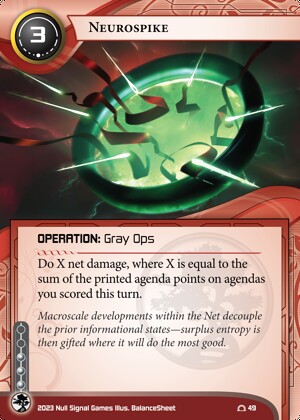 3
Neurospike
OPERATION: Gray Ops
Do X net damage, where X is equal to the
sum of the printed agenda points on agendas
you scored this turn.
Macroscale developments within the Net decouple
the prior informational states—surplus entropy is
then gifted where it will do the most good.
2023 Null Signal Games Illus. BalanceSheet
49